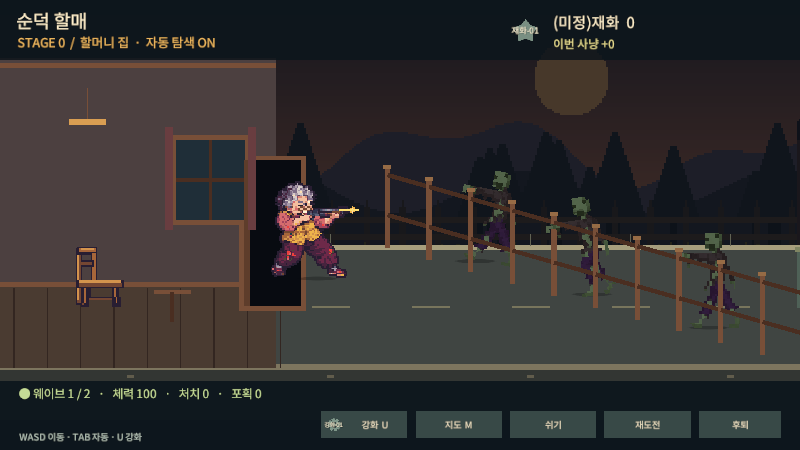 순덕 할매
STAGE 0 / 할머니 집 · 자동 탐색 ON
재화-01
(미정)재화 0
이번 사냥 +0
웨이브 1 / 2 · 체력 100 · 처치 0 · 포획 0
WASD 이동 · TAB 자동 · U 강화
강화 U
지도 M
쉬기
재도전
후퇴